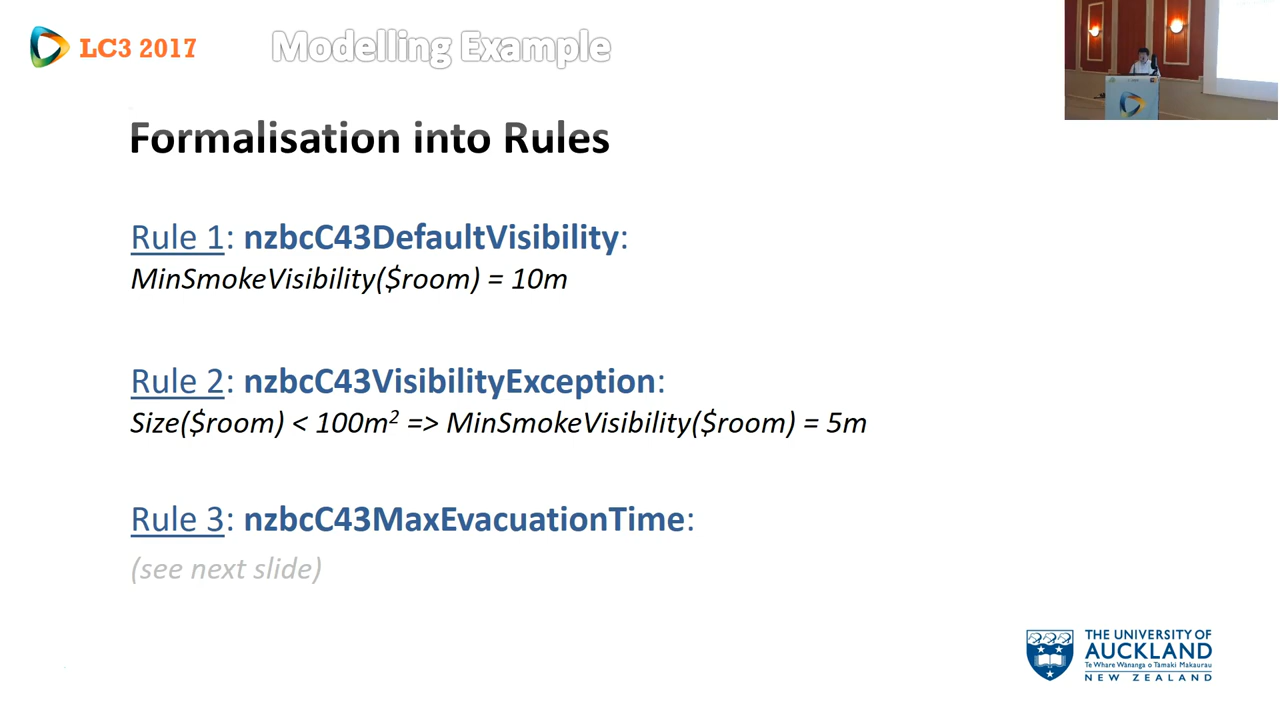 LC3 2017
Modelling Example
Formalisation into Rules
Rule 1: nzbcC43DefaultVisibility:
MinSmokeVisibility($room) = 10m
Rule 2: nzbcC43VisibilityException:
Size($room) < 100m² => MinSmokeVisibility($room) = 5m
Rule 3: nzbcC43MaxEvacuationTime:
(see next slide)
THE UNIVERSITY OF
AUCKLAND
Te Whare Wānanga o Tāmaki Makaurau
NEW ZEALAND